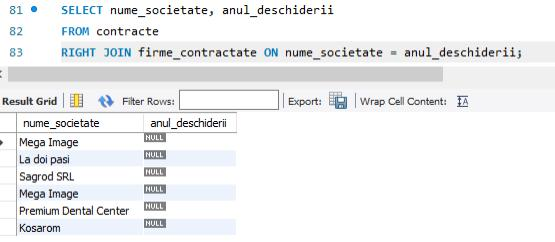 81 SELECT nume_societate, anul_deschiderii
82 FROM contracte
83 RIGHT JOIN firme_contractate ON nume_societate = anul_deschiderii;
Result Grid Filter Rows: Export: Wrap Cell Content: IA
nume_societate anul_deschiderii
Mega Image NULL
La doi pasi NULL
Sagrod SRL NULL
Mega Image NULL
Premium Dental Center NULL
Kosarom NULL